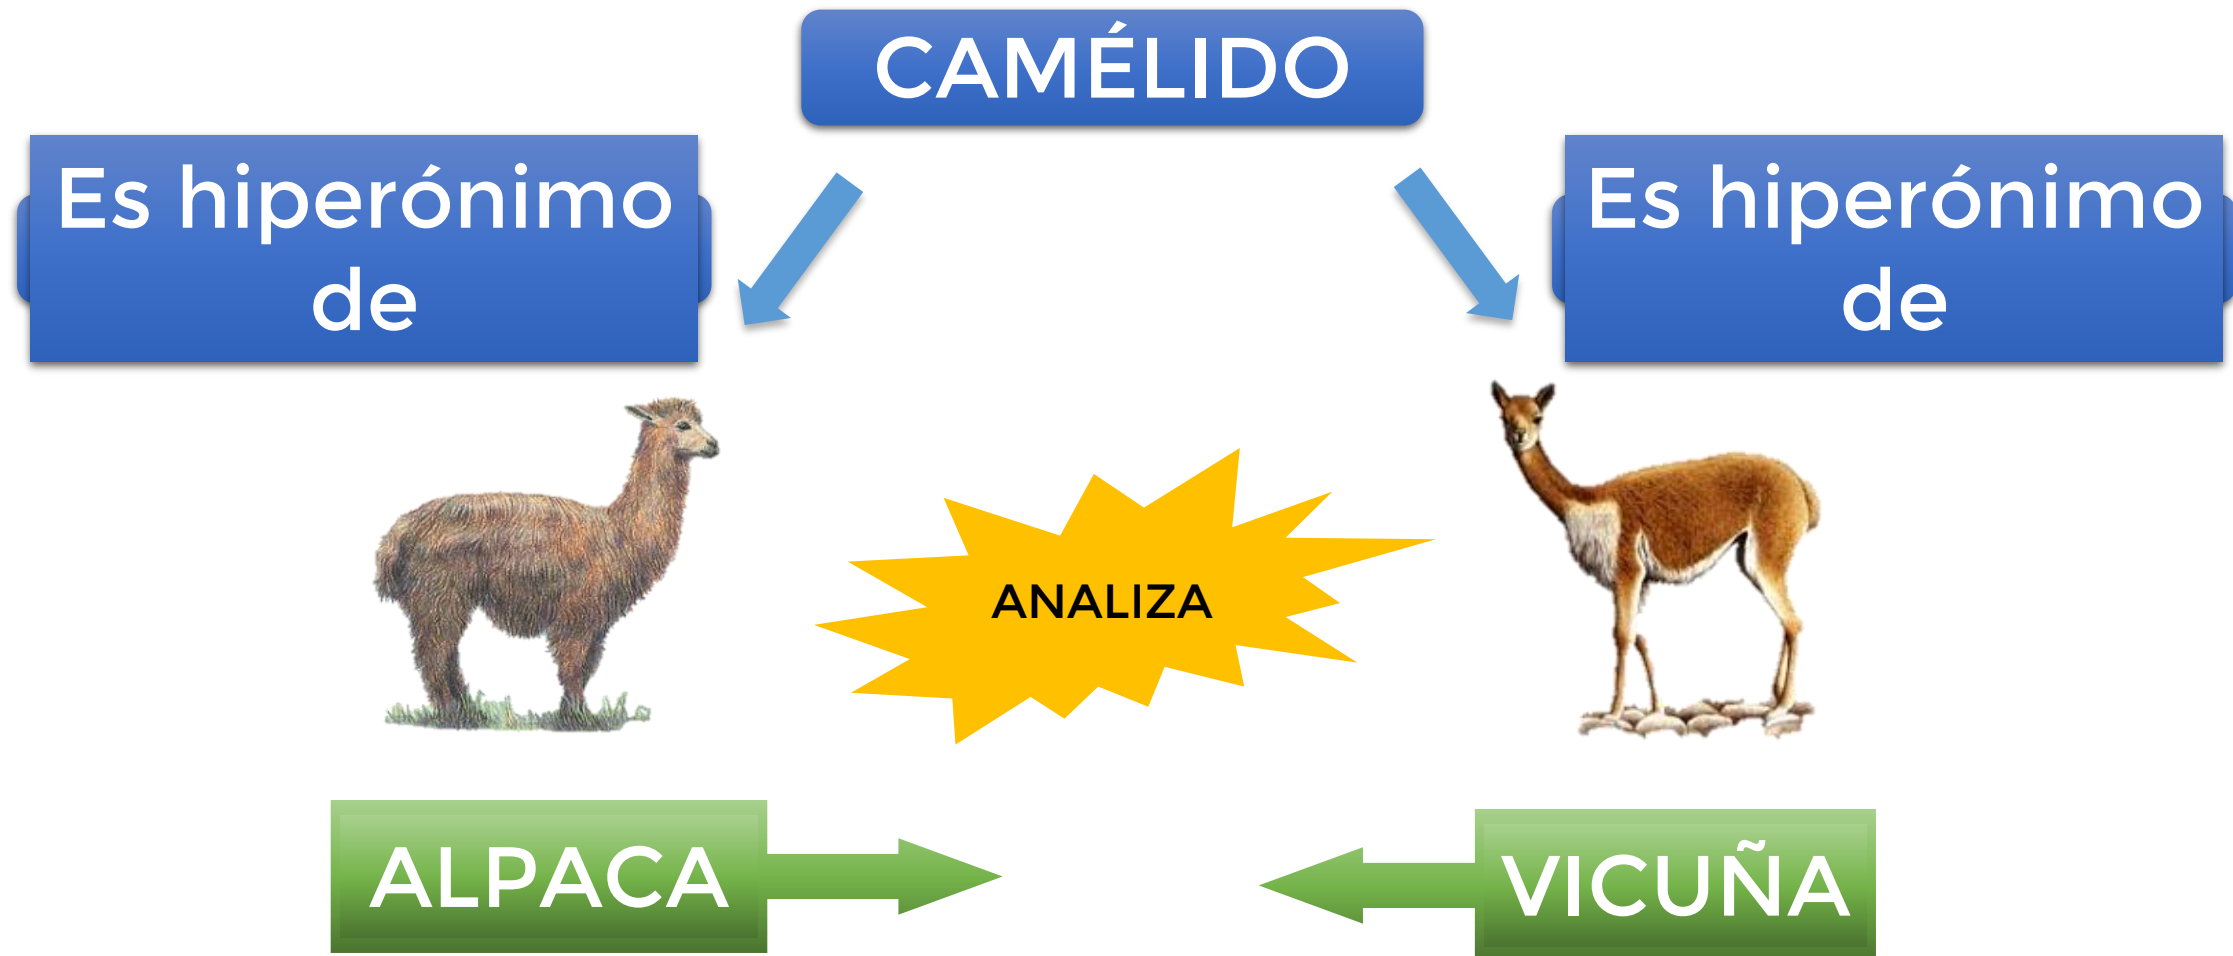 CAMÉLIDO
Es hiperónimo
de
Es hiperónimo
de
ANALIZA
ALPACA
VICUÑA